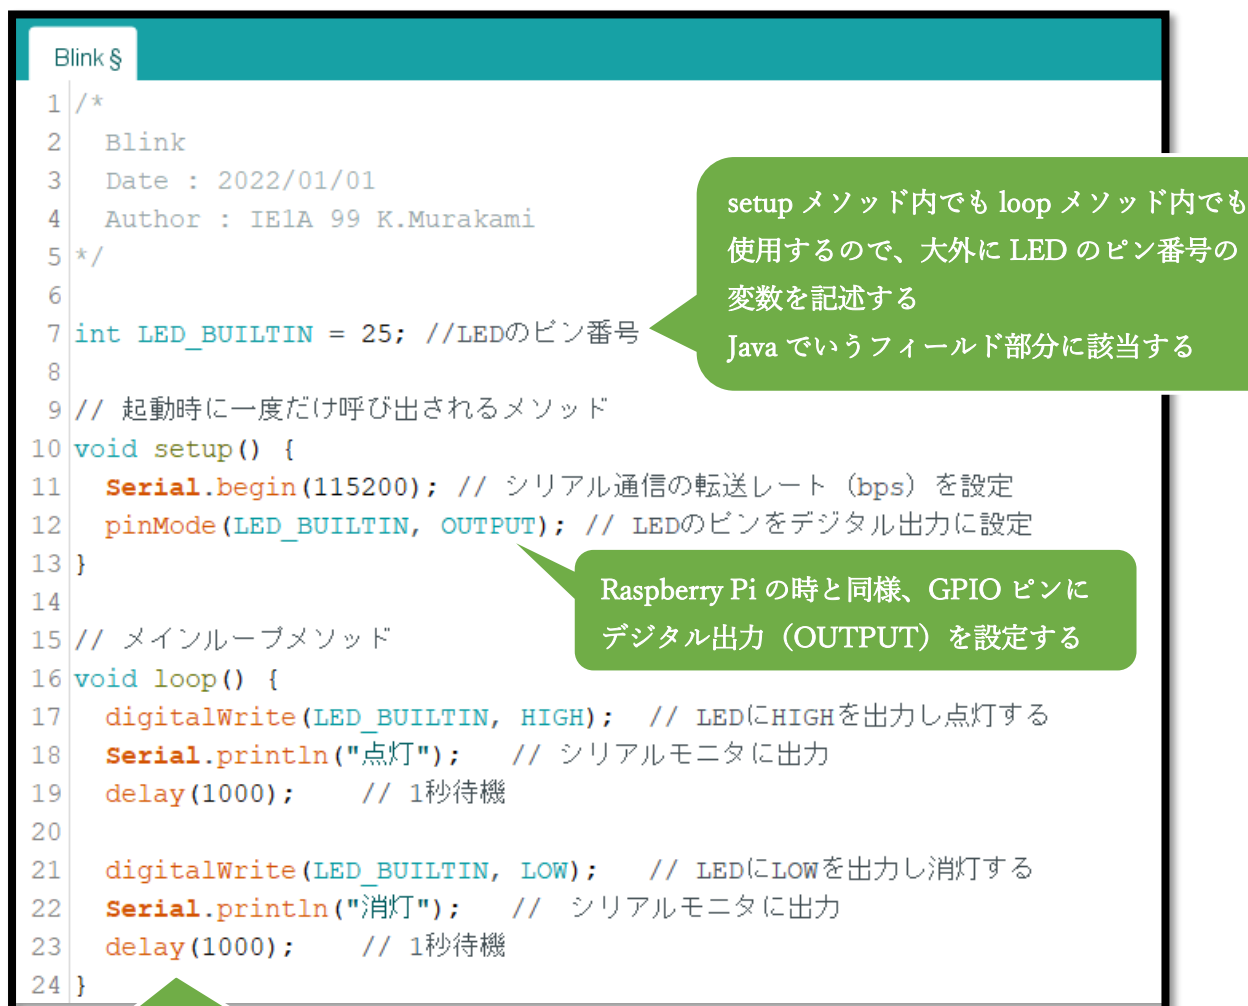 Blink §
1 /*
2   Blink
3   Date : 2022/01/01
4   Author : IE1A 99 K.Murakami
5 */
6
7 int LED_BUILTIN = 25; //LEDのピン番号
8
9 // 起動時に一度だけ呼び出されるメソッド
10 void setup() {
11   Serial.begin(115200); // シリアル通信の転送レート（bps）を設定
12   pinMode(LED_BUILTIN, OUTPUT); // LEDのピンをデジタル出力に設定
13 }
14
15 // メインループメソッド
16 void loop() {
17   digitalWrite(LED_BUILTIN, HIGH);  // LEDにHIGHを出力し点灯する
18   Serial.println("点灯");   // シリアルモニタに出力
19   delay(1000);    // 1秒待機
20
21   digitalWrite(LED_BUILTIN, LOW);   // LEDにLOWを出力し消灯する
22   Serial.println("消灯");   //  シリアルモニタに出力
23   delay(1000);    // 1秒待機
24 }
setup メソッド内でも loop メソッド内でも
使用するので、大外に LED のピン番号の
変数を記述する
Java でいうフィールド部分に該当する
Raspberry Pi の時と同様、GPIO ピンに
デジタル出力（OUTPUT）を設定する